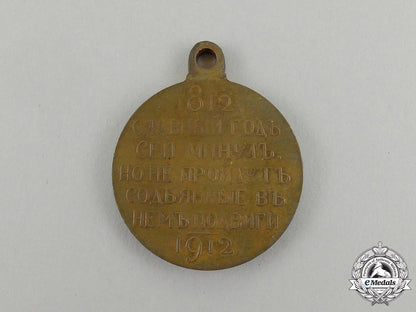 1812
СЛАВНЫЙ ГОДЪ
СЕЙ МИНУЛЪ,
НО НЕ ПРОЙДУТЪ
СОДѢЯННЫЕ ВЪ
НЕМЪ ПОДВИГИ
1912
eMedals